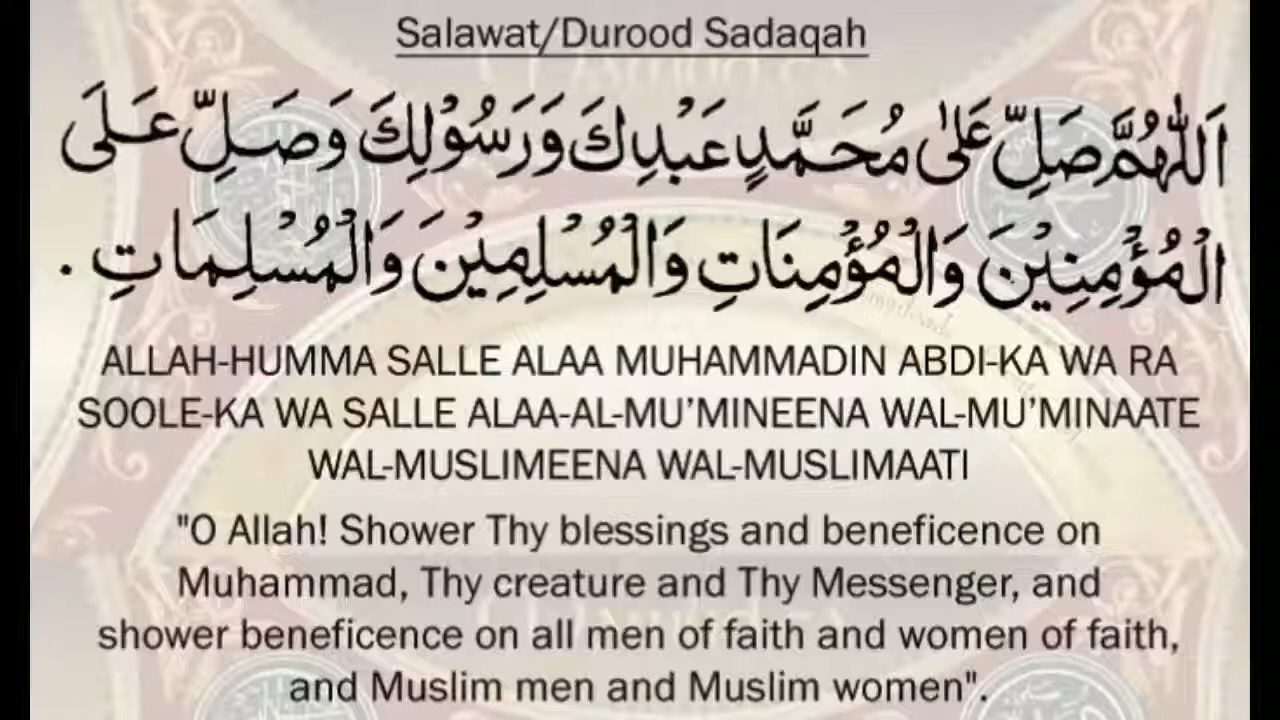 Salawat/Durood Sadaqah
اَللّٰهُمَّ صَلِّ عَلىٰ مُحَمَّدٍ عَبْدِكَ وَرَسُوْلِكَ وَصَلِّ عَلَى
الْمُؤْمِنِيْنَ وَالْمُؤْمِنَاتِ وَالْمُسْلِمِيْنَ وَالْمُسْلِمَاتِ .
ALLAH-HUMMA SALLE ALAA MUHAMMADIN ABDI-KA WA RA
SOOLE-KA WA SALLE ALAA-AL-MU’MINEENA WAL-MU’MINAATE
WAL-MUSLIMEENA WAL-MUSLIMAATI
"O Allah! Shower Thy blessings and beneficence on
Muhammad, Thy creature and Thy Messenger, and
shower beneficence on all men of faith and women of faith,
and Muslim men and Muslim women".